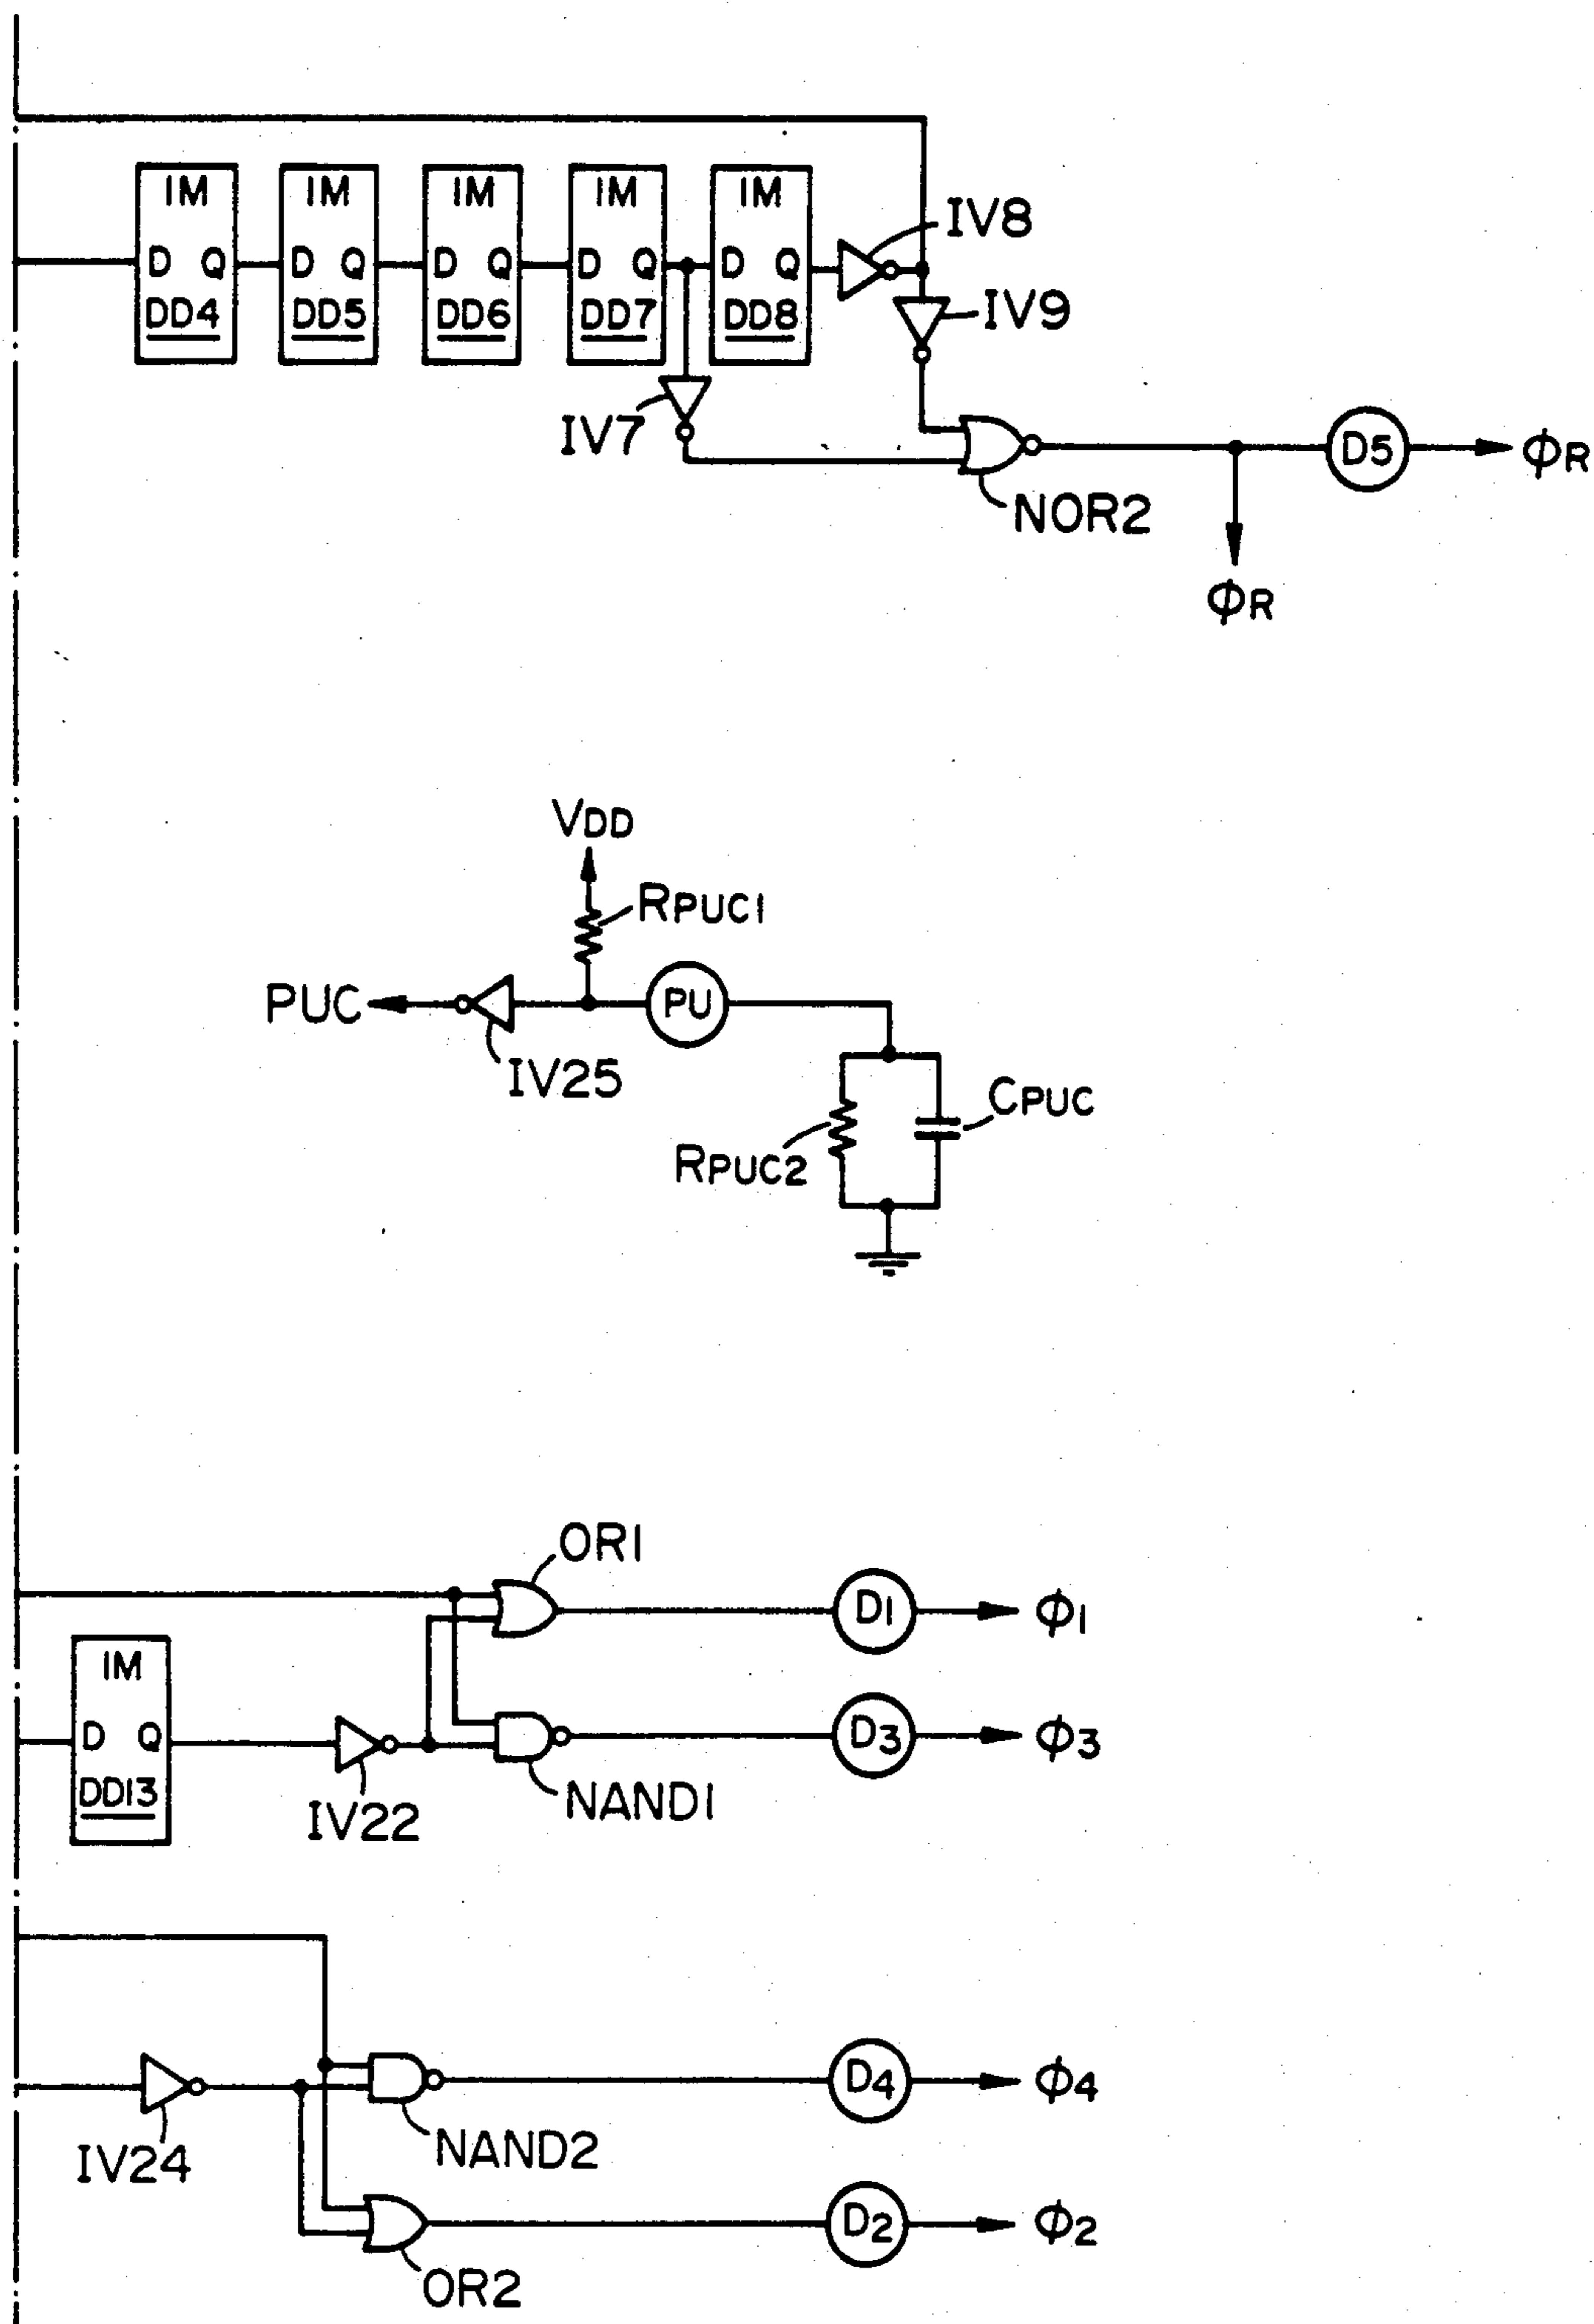 IM IM IM IM IM
IV8
D Q D Q D Q D Q D Q
DD4 DD5 DD6 DD7 DD8
IV9
IV7
D5
ΦR
NOR2
ΦR
VDD
RPUC1
PUC
PU
IV25
CPUC
RPUC2
OR1
D1
Φ1
IM
D Q
D3
Φ3
DD13
IV22
NAND1
D4
Φ4
NAND2
IV24
D2
Φ2
OR2